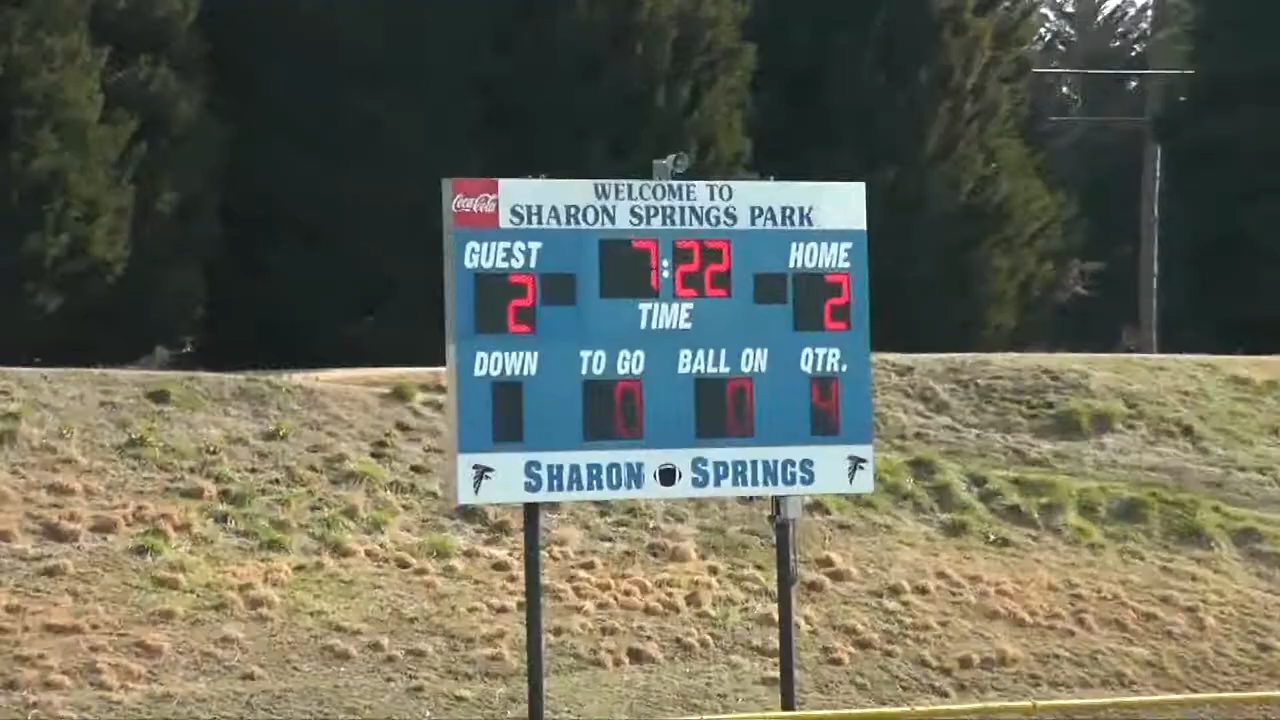 Coca-Cola
WELCOME TO
SHARON SPRINGS PARK
GUEST 7:22 HOME
2 2
TIME
DOWN TO GO BALL ON QTR.
0 0 4
SHARON SPRINGS